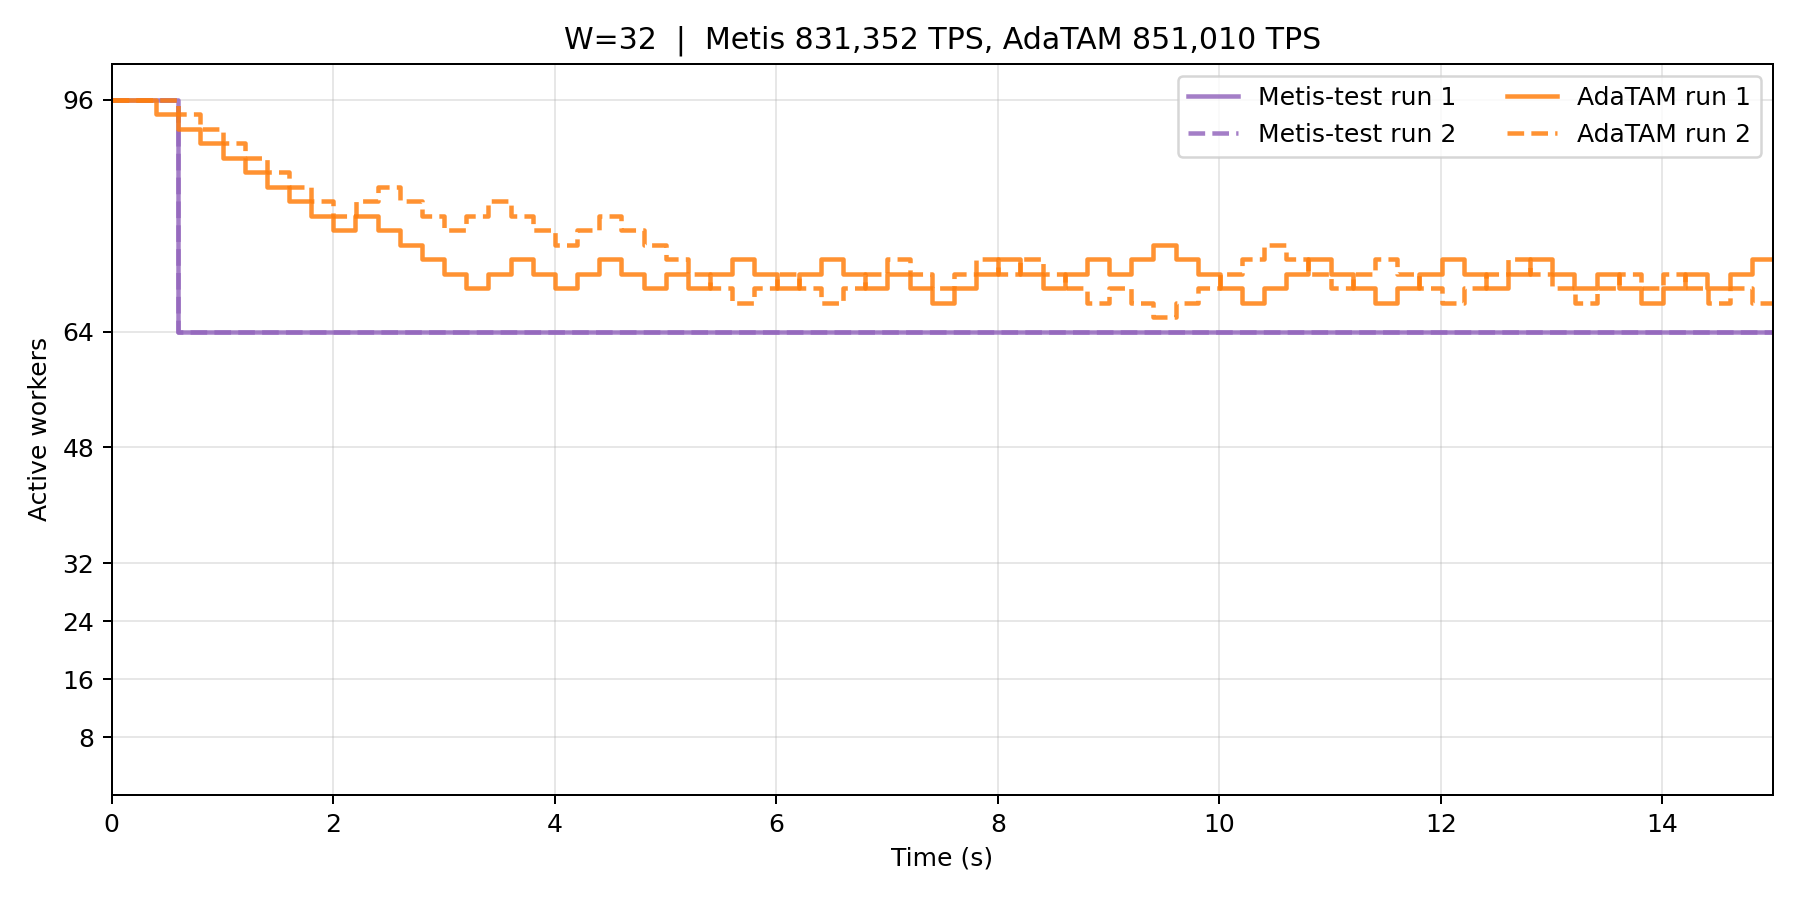 W=32 | Metis 831,352 TPS, AdaTAM 851,010 TPS
Metis-test run 1
Metis-test run 2
AdaTAM run 1
AdaTAM run 2
96
64
48
32
24
16
8
Active workers
0 2 4 6 8 10 12 14
Time (s)